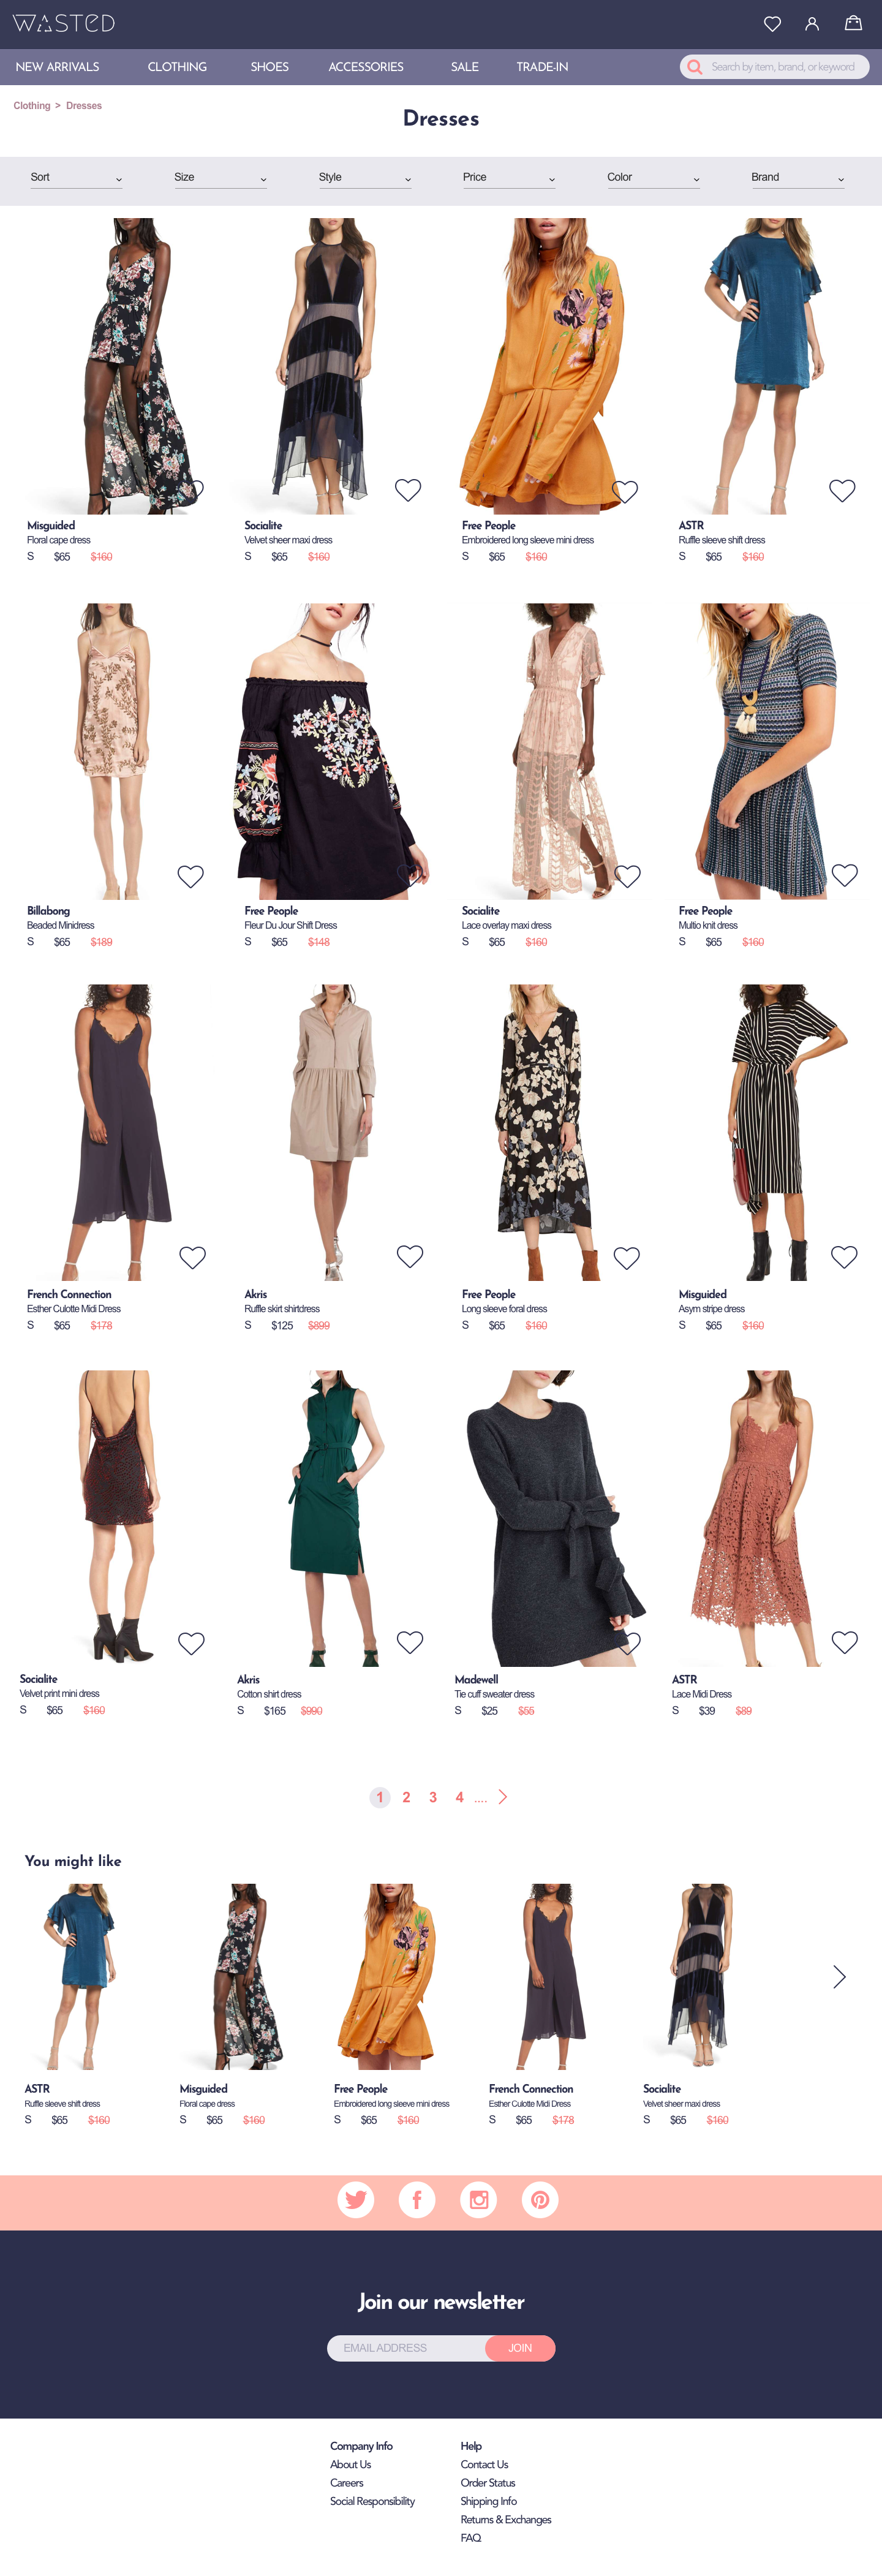 WASTED
NEW ARRIVALS CLOTHING SHOES ACCESSORIES SALE TRADE-IN Search by item, brand, or keyword
Clothing > Dresses
Dresses
Sort Size Style Price Color Brand
Misguided Socialite Free People ASTR
Floral cape dress Velvet sheer maxi dress Embroidered long sleeve mini dress Ruffle sleeve shift dress
S $65 $160 S $65 $160 S $65 $160 S $65 $160
Billabong Free People Socialite Free People
Beaded Minidress Fleur Du Jour Shift Dress Lace overlay maxi dress Multio knit dress
S $65 $189 S $65 $148 S $65 $160 S $65 $160
French Connection Akris Free People Misguided
Esther Culotte Midi Dress Ruffle skirt shirtdress Long sleeve foral dress Asym stripe dress
S $65 $178 S $125 $899 S $65 $160 S $65 $160
Socialite Akris Madewell ASTR
Velvet print mini dress Cotton shirt dress Tie cuff sweater dress Lace Midi Dress
S $65 $160 S $165 $990 S $25 $55 S $39 $89
1 2 3 4 ....
You might like
ASTR Misguided Free People French Connection Socialite
Ruffle sleeve shift dress Floral cape dress Embroidered long sleeve mini dress Esther Culotte Midi Dress Velvet sheer maxi dress
S $65 $160 S $65 $160 S $65 $160 S $65 $178 S $65 $160
Join our newsletter
EMAIL ADDRESS JOIN
Company Info Help
About Us Contact Us
Careers Order Status
Social Responsibility Shipping Info
Returns & Exchanges
FAQ